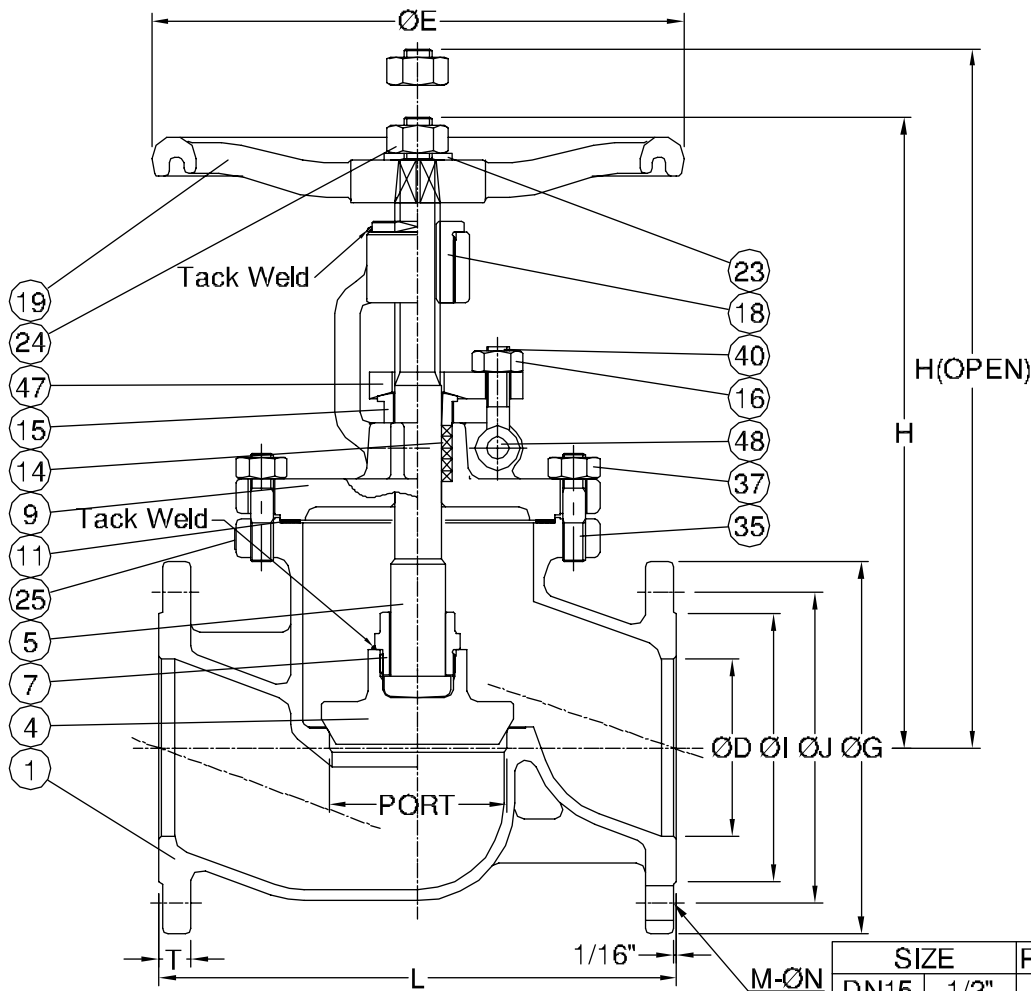 ØE
Tack Weld
19
24
47
15
14
9
11
25
5
7
4
1
23
18
40
16
48
37
35
H(OPEN)
H
Tack Weld
ØD ØI ØJ ØG
PORT
T
L
1/16"
M-ØN
SIZE
DN15 1/2"